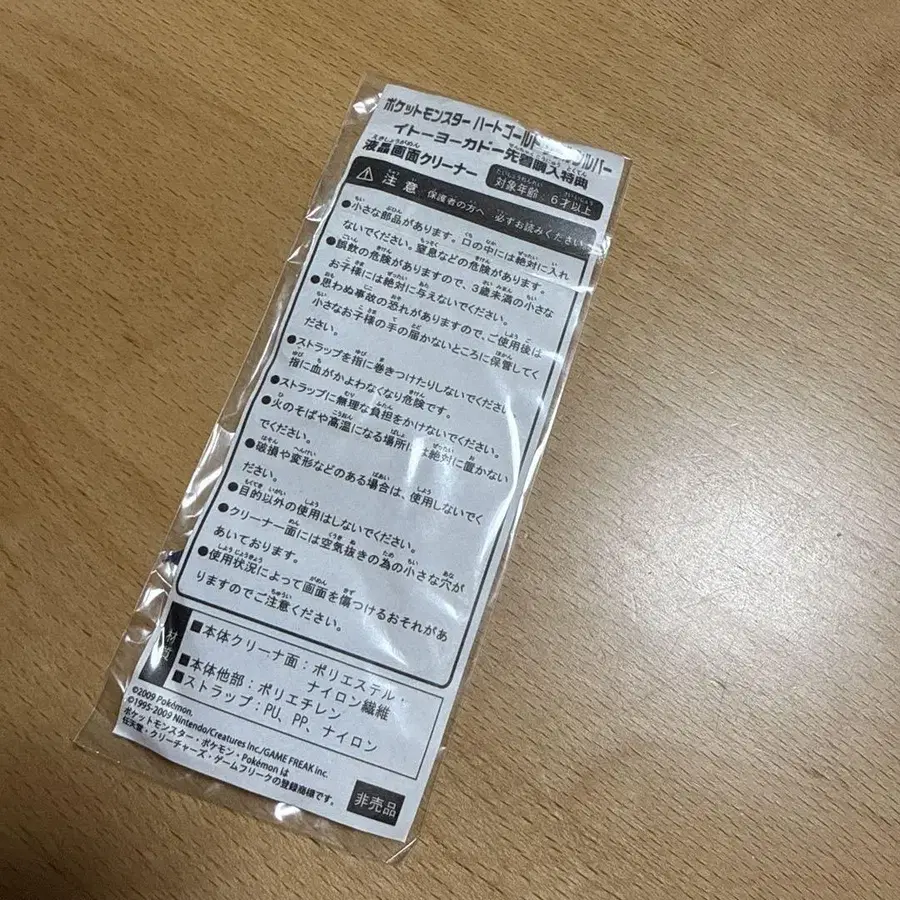 ポケットモンスター ハートゴールド ルバー
イトーヨーカドー先着購入特典
液晶画面クリーナー 対象年齢:6才以上
注意 保護者の方へ 必ずお読みください
●小さな部品があります。口の中には絶対に入れ
ないでください。窒息などの危険があります。
●誤飲の危険がありますので、3歳未満の小さな
お子様には絶対に与えないでください。
●思わぬ事故の恐れがありますので、ご使用後は
小さなお子様の手の届かないところに保管してく
ださい。
●ストラップを指に巻きつけたりしないでください
指に血がかよわなくなり危険です。
●ストラップに無理な負担をかけないでください。
●火のそばや高温になる場所には絶対に置かない
でください。
●破損や変形などのある場合は、使用しないでく
ださい。
●目的以外の使用はしないでください。
●クリーナー面には空気抜きの為の小さな穴が
あいております。
●使用状況によって画面を傷つけるおそれがあ
りますのでご注意ください。
材質
■本体クリーナ面:ポリエステル・
ナイロン繊維
■本体他部:ポリエチレン
■ストラップ:PU、PP、ナイロン
©2009 Pokémon.
©1995-2009 Nintendo/Creatures Inc./GAME FREAK inc.
ポケットモンスター・ポケモン・Pokémonは
任天堂・クリーチャーズ・ゲームフリークの登録商標です。
非売品